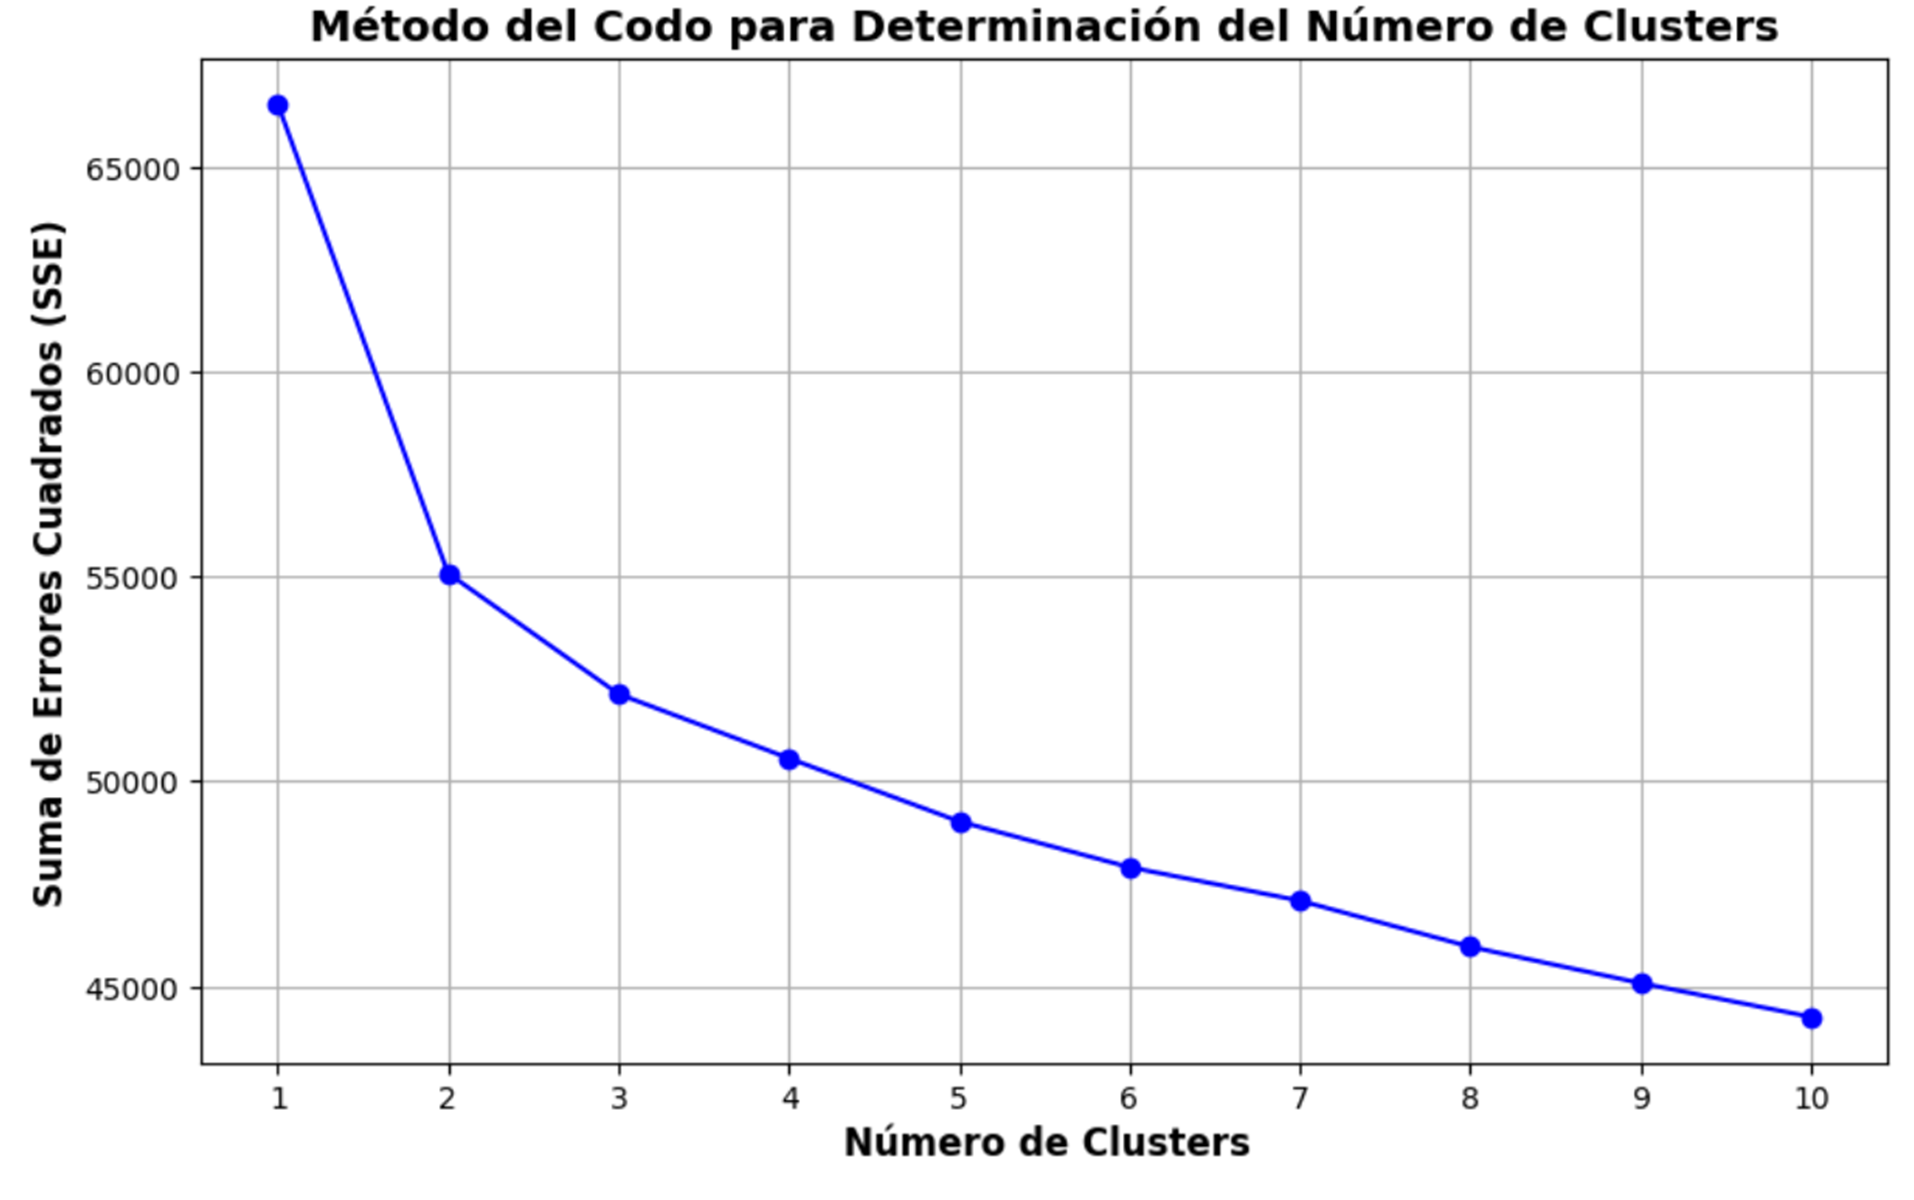 Método del Codo para Determinación del Número de Clusters
Suma de Errores Cuadrados (SSE)
65000
60000
55000
50000
45000
1 2 3 4 5 6 7 8 9 10
Número de Clusters